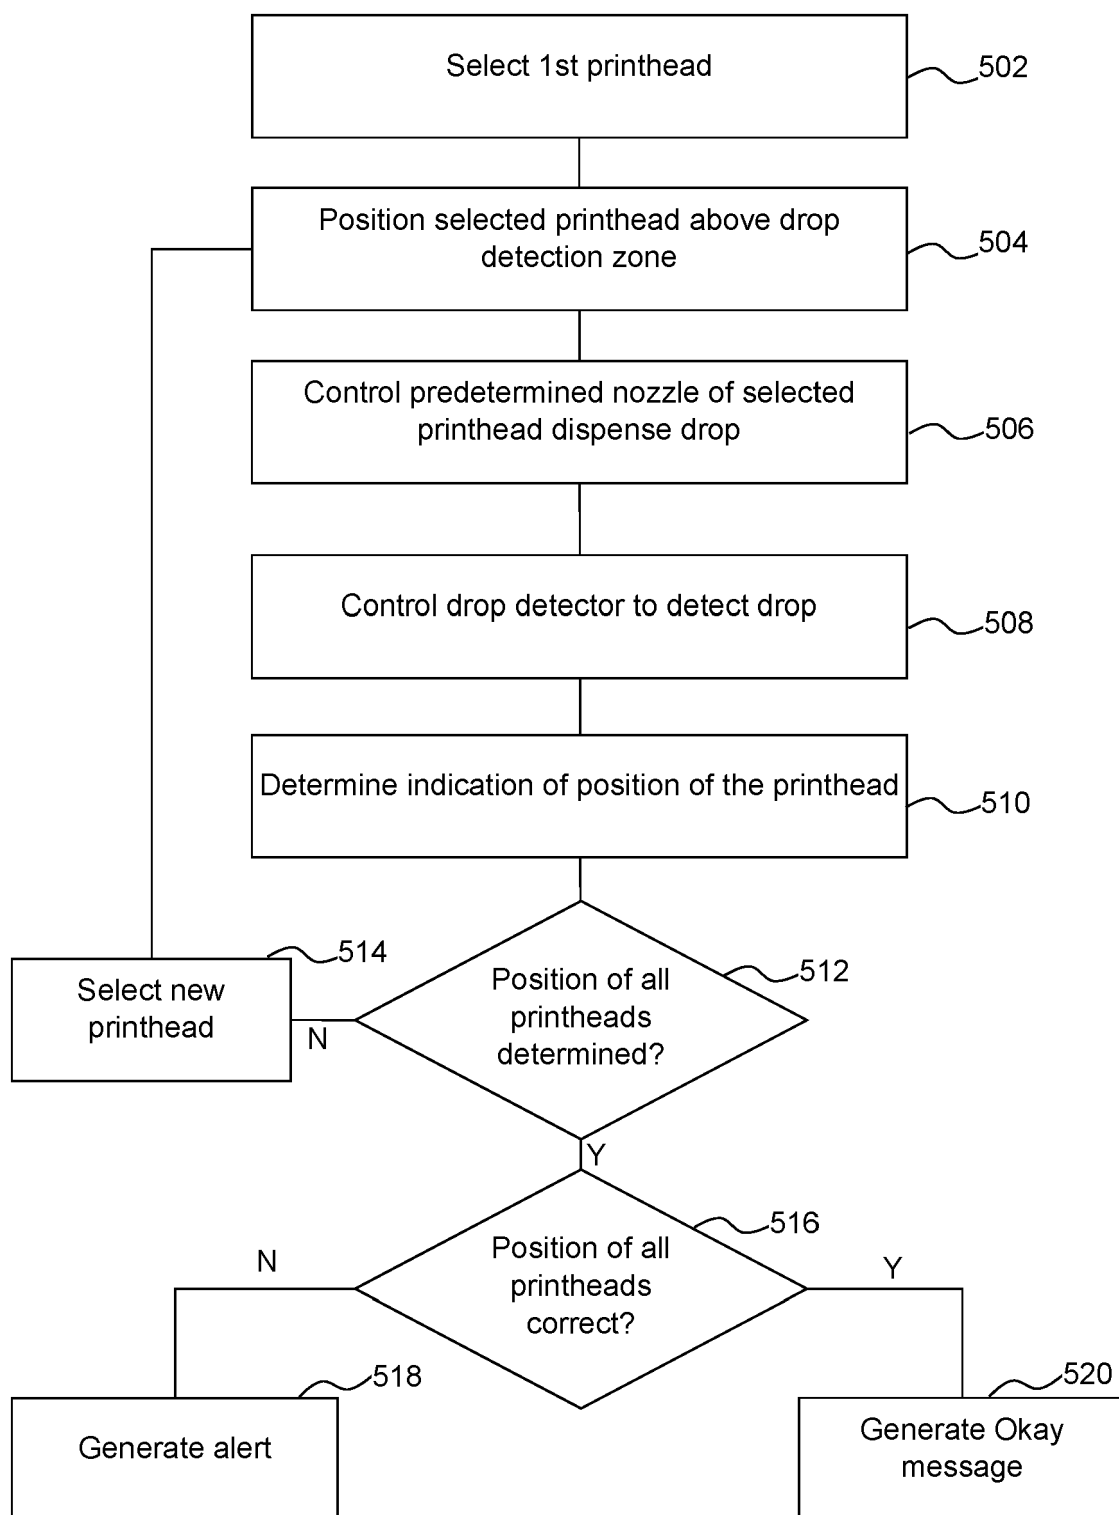 Select 1st printhead
502
Position selected printhead above drop
detection zone
504
Control predetermined nozzle of selected
printhead dispense drop
506
Control drop detector to detect drop
508
Determine indication of position of the printhead
510
514
Select new
printhead
N
Position of all
printheads
determined?
512
Y
Position of all
printheads
correct?
516
N
Y
518
Generate alert
520
Generate Okay
message